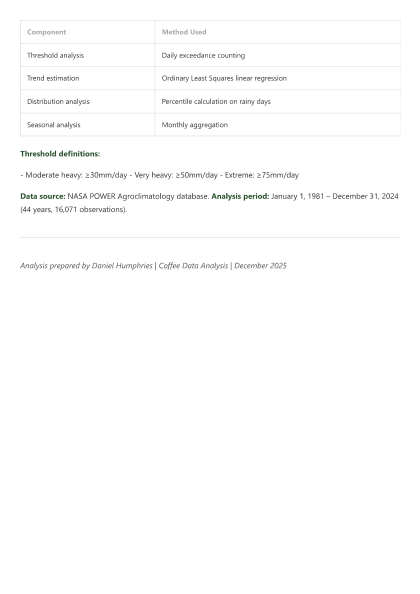 Component Method Used
Threshold analysis Daily exceedance counting
Trend estimation Ordinary Least Squares linear regression
Distribution analysis Percentile calculation on rainy days
Seasonal analysis Monthly aggregation
Threshold definitions:
- Moderate heavy: ≥30mm/day - Very heavy: ≥50mm/day - Extreme: ≥75mm/day
Data source: NASA POWER Agroclimatology database. Analysis period: January 1, 1981 – December 31, 2024
(44 years, 16,071 observations).
Analysis prepared by Daniel Humphries | Coffee Data Analysis | December 2025